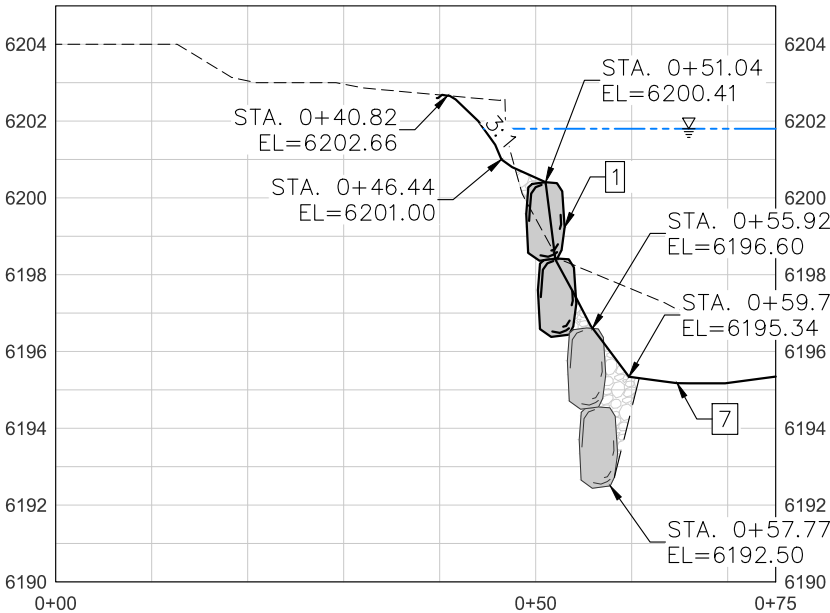 6204
6204
STA. 0+51.04
EL=6200.41
6202
STA. 0+40.82
EL=6202.66
3:1
6202
STA. 0+46.44
EL=6201.00
1
6200
6200
STA. 0+55.92
EL=6196.60
6198
6198
STA. 0+59.7
EL=6195.34
6196
6196
7
6194
6194
6192
6192
STA. 0+57.77
EL=6192.50
6190
6190
0+00
0+50
0+75